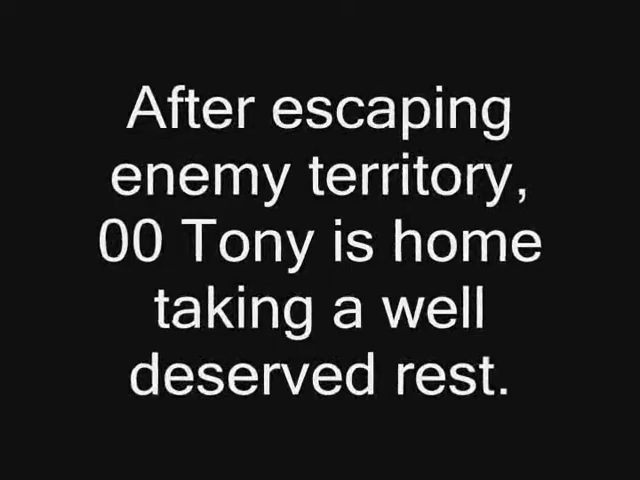 After escaping
enemy territory,
00 Tony is home
taking a well
deserved rest.